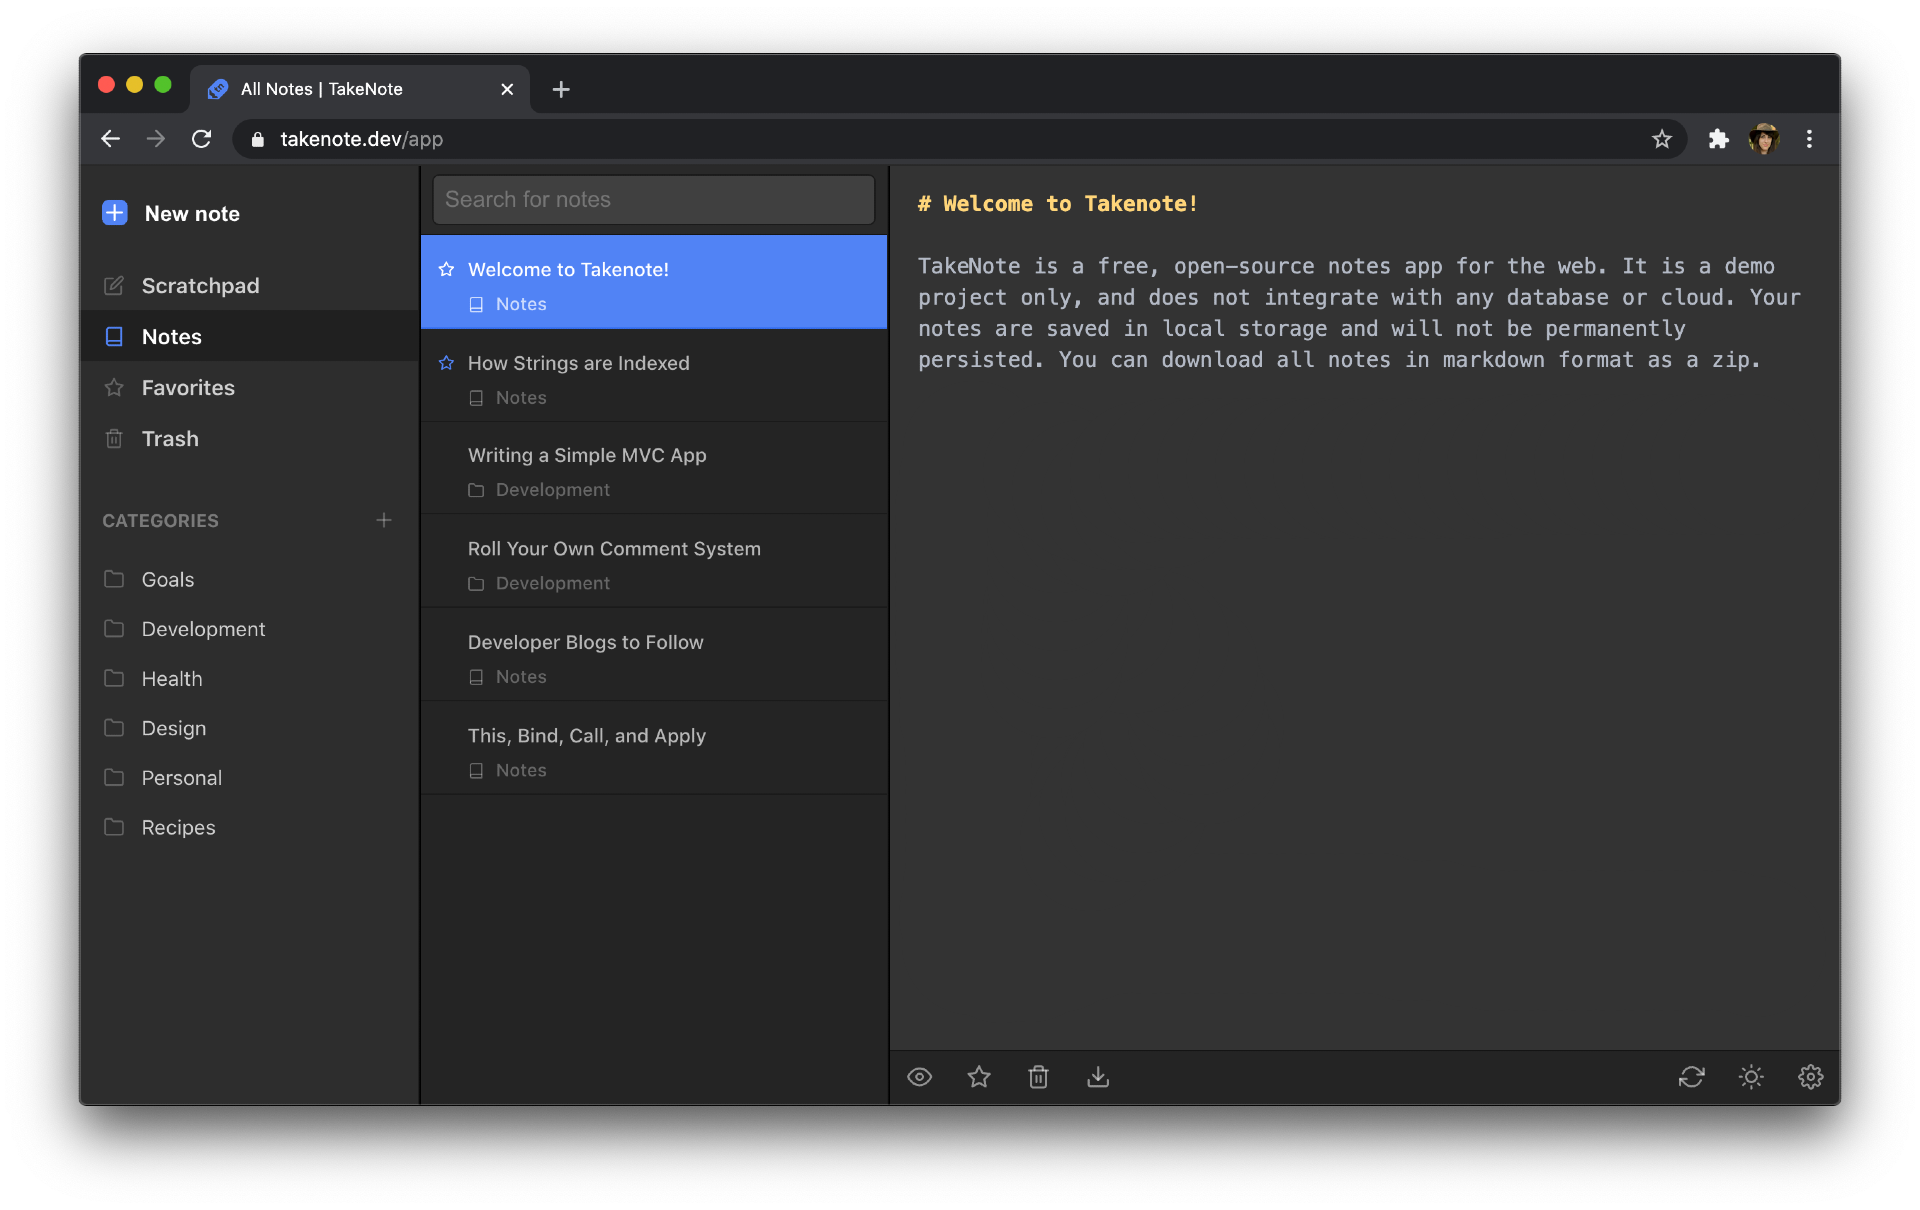 All Notes | TakeNote
takenote.dev/app
New note
Scratchpad
Notes
Favorites
Trash
CATEGORIES
Goals
Development
Health
Design
Personal
Recipes
Search for notes
Welcome to Takenote!
Notes
How Strings are Indexed
Notes
Writing a Simple MVC App
Development
Roll Your Own Comment System
Development
Developer Blogs to Follow
Notes
This, Bind, Call, and Apply
Notes
# Welcome to Takenote!
TakeNote is a free, open-source notes app for the web. It is a demo
project only, and does not integrate with any database or cloud. Your
notes are saved in local storage and will not be permanently
persisted. You can download all notes in markdown format as a zip.